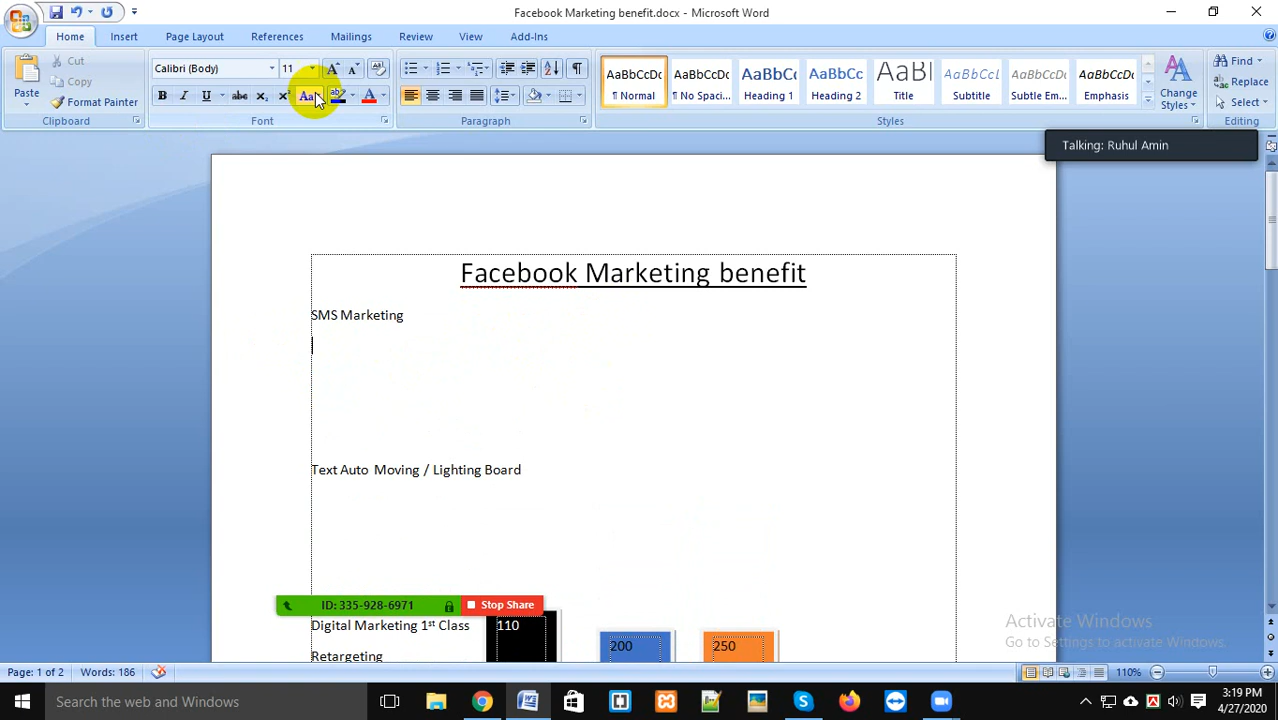 Facebook Marketing benefit.docx - Microsoft Word
Home Insert Page Layout References Mailings Review View Add-Ins
Cut
Copy
Format Painter
Paste
Clipboard
Calibri (Body) 11
Font
Paragraph
AaBbCcDc AaBbCcDc AaBbCc AaBbCc AaBbCcL AaBbCcL AaBbCcDc AaBbCcDc
¶ Normal ¶ No Spaci... Heading 1 Heading 2 Title Subtitle Subtle Em... Emphasis
Change Styles
Styles
Find
Replace
Select
Editing
Talking: Ruhul Amin
Facebook Marketing benefit
SMS Marketing
Text Auto Moving / Lighting Board
ID: 335-928-6971 Stop Share
Digital Marketing 1st Class 110
200 250
Retargeting
Activate Windows
Go to Settings to activate Windows.
Page: 1 of 2 Words: 186 110%
Search the web and Windows
3:19 PM
4/27/2020